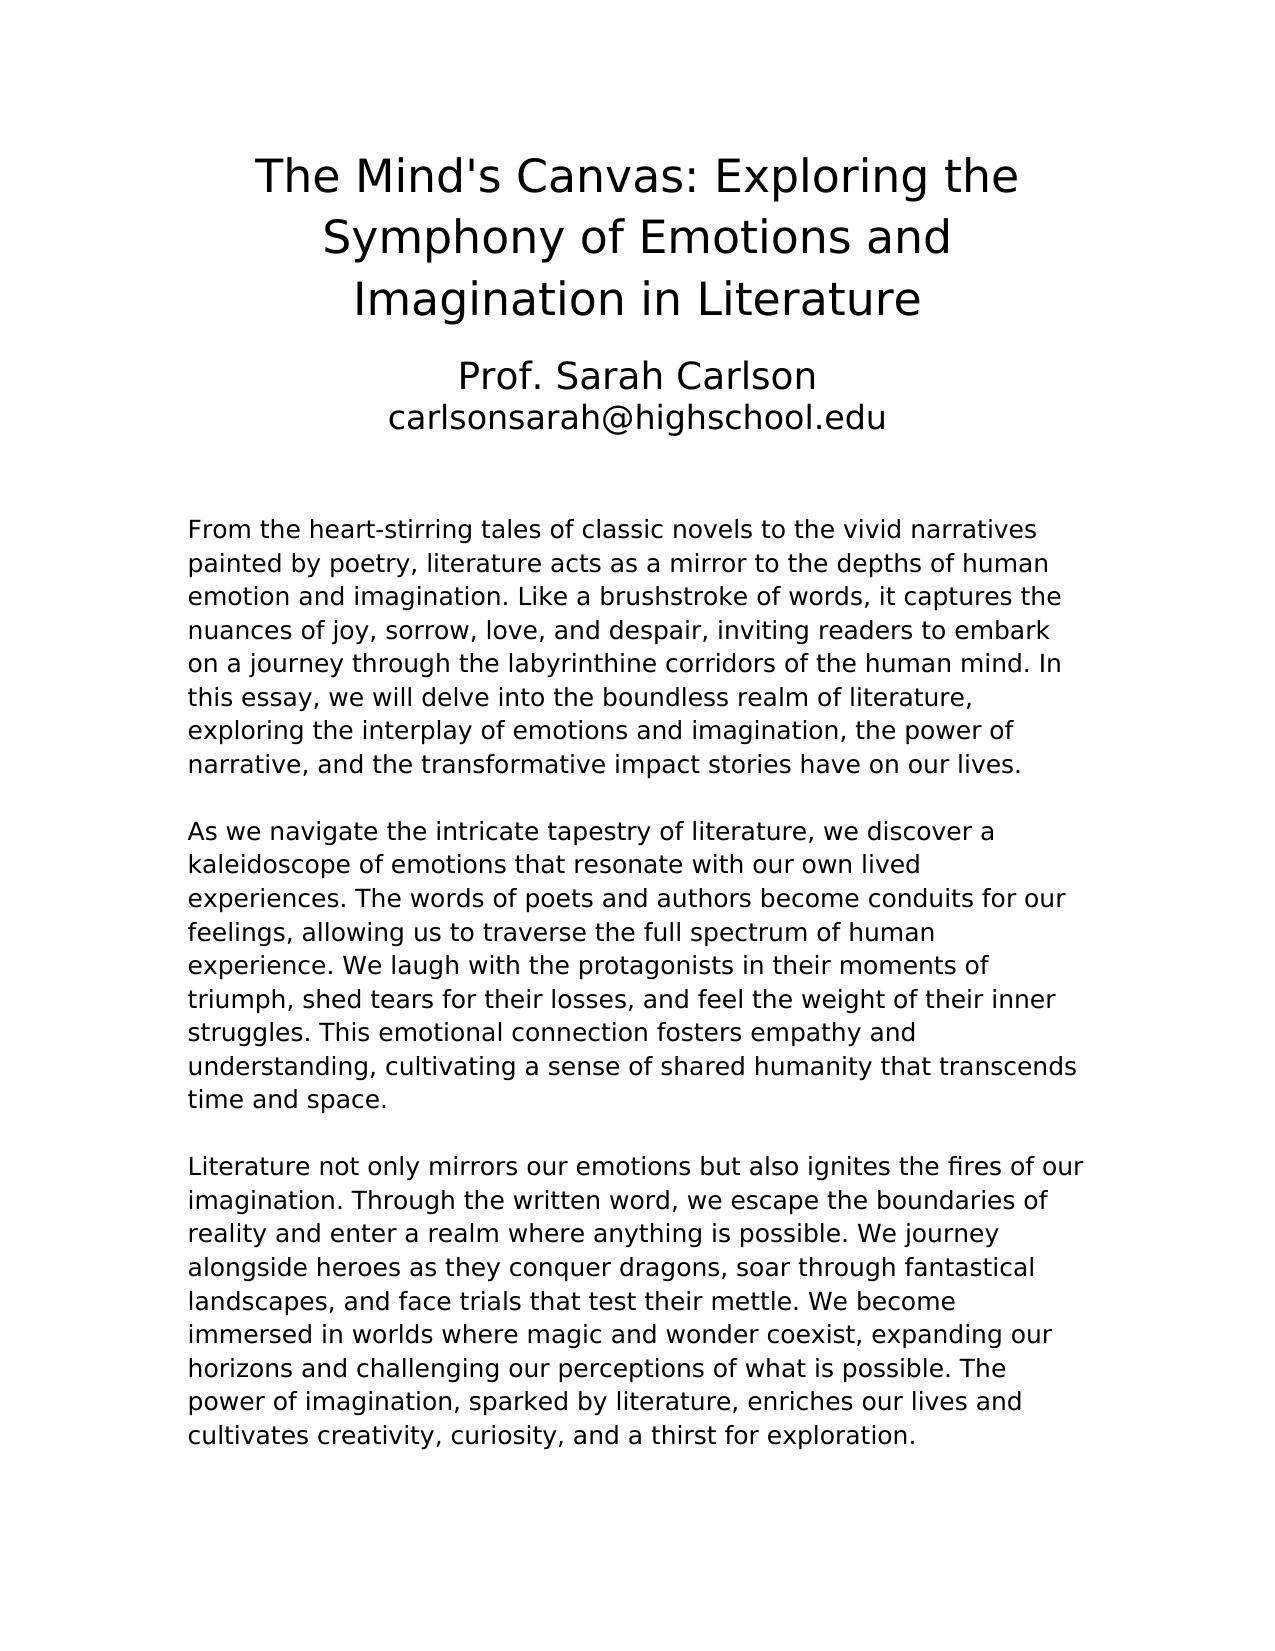 The Mind's Canvas: Exploring the
Symphony of Emotions and
Imagination in Literature
Prof. Sarah Carlson
carlsonsarah@highschool.edu
From the heart-stirring tales of classic novels to the vivid narratives
painted by poetry, literature acts as a mirror to the depths of human
emotion and imagination. Like a brushstroke of words, it captures the
nuances of joy, sorrow, love, and despair, inviting readers to embark
on a journey through the labyrinthine corridors of the human mind. In
this essay, we will delve into the boundless realm of literature,
exploring the interplay of emotions and imagination, the power of
narrative, and the transformative impact stories have on our lives.
As we navigate the intricate tapestry of literature, we discover a
kaleidoscope of emotions that resonate with our own lived
experiences. The words of poets and authors become conduits for our
feelings, allowing us to traverse the full spectrum of human
experience. We laugh with the protagonists in their moments of
triumph, shed tears for their losses, and feel the weight of their inner
struggles. This emotional connection fosters empathy and
understanding, cultivating a sense of shared humanity that transcends
time and space.
Literature not only mirrors our emotions but also ignites the fires of our
imagination. Through the written word, we escape the boundaries of
reality and enter a realm where anything is possible. We journey
alongside heroes as they conquer dragons, soar through fantastical
landscapes, and face trials that test their mettle. We become
immersed in worlds where magic and wonder coexist, expanding our
horizons and challenging our perceptions of what is possible. The
power of imagination, sparked by literature, enriches our lives and
cultivates creativity, curiosity, and a thirst for exploration.